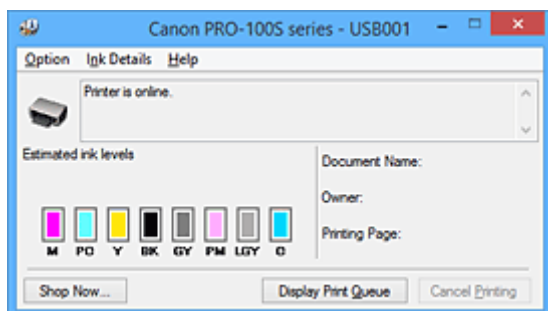 Canon PRO-100S series - USB001
Option Ink Details Help
Printer is online.
Estimated ink levels
Document Name:
Owner:
Printing Page:
M PC Y BK GY PM LGY C
Shop Now... Display Print Queue Cancel Printing